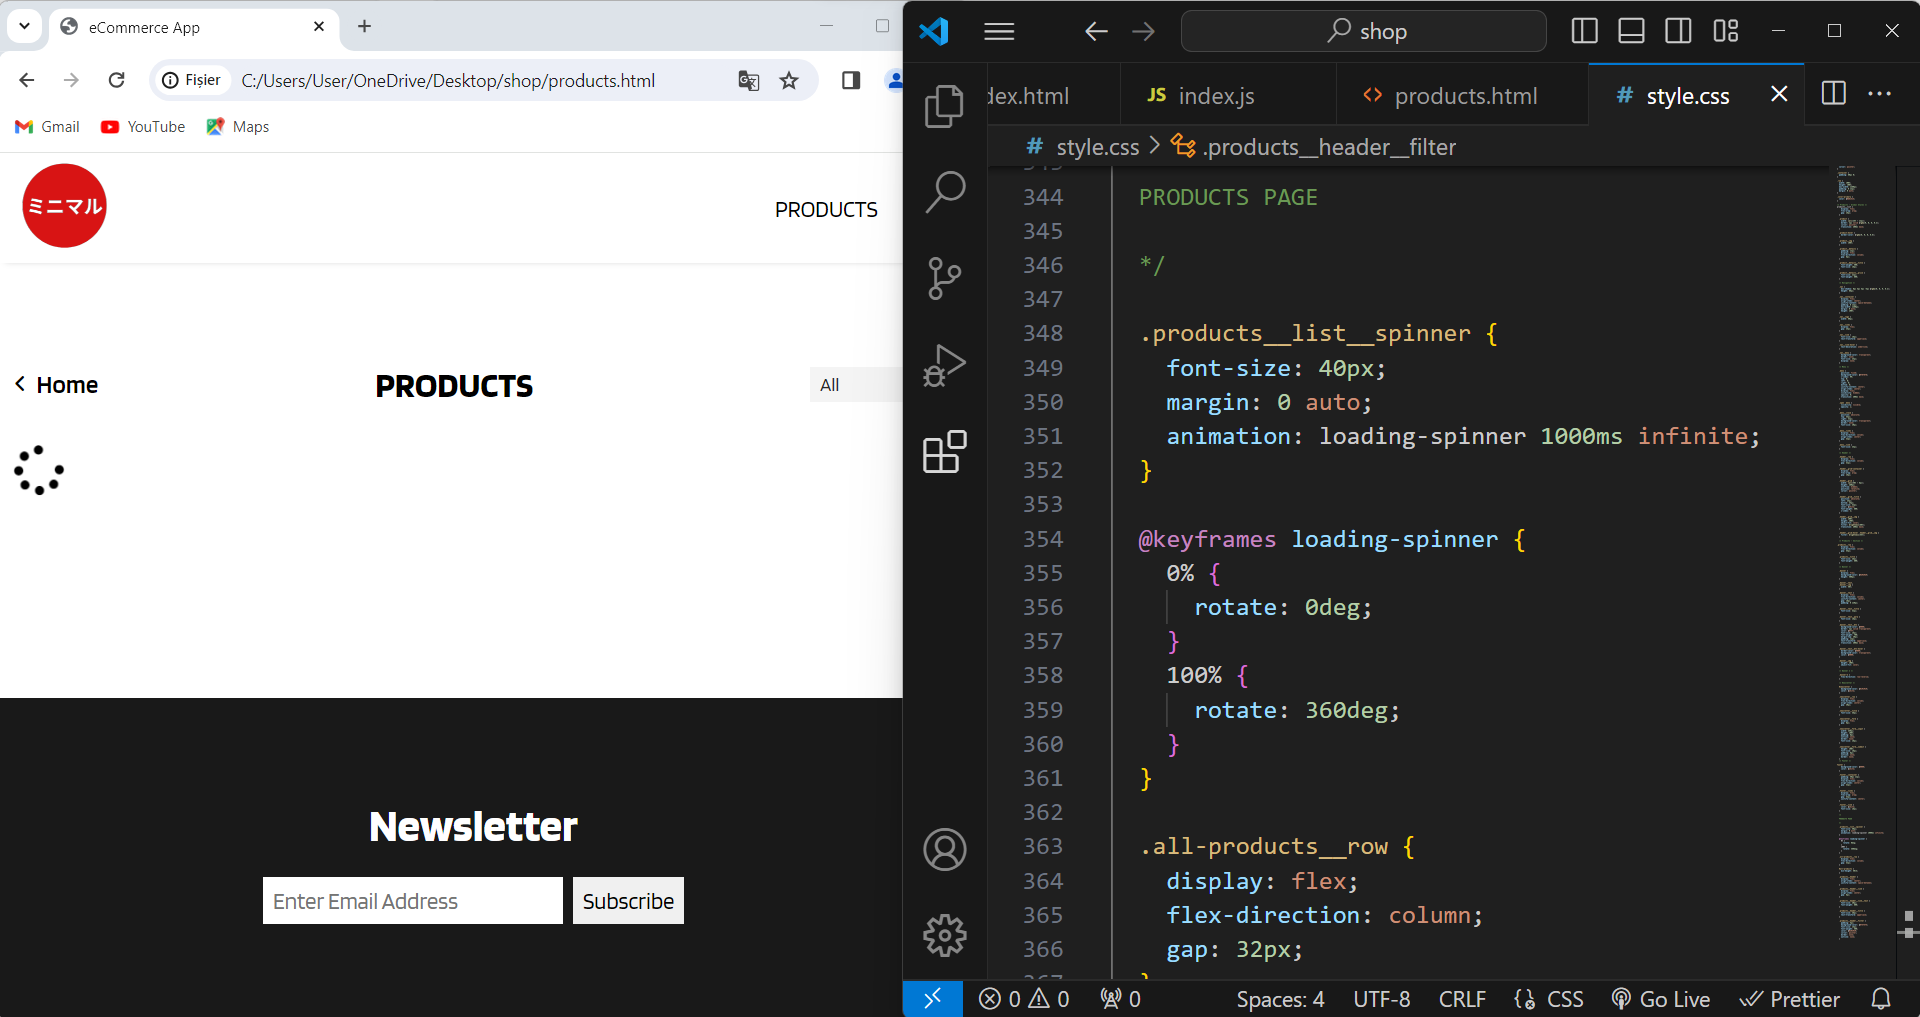 eCommerce App
Fișier
C:/Users/User/OneDrive/Desktop/shop/products.html
Gmail
YouTube
Maps
ミニマル
PRODUCTS
Home
PRODUCTS
All
Newsletter
Enter Email Address
Subscribe
shop
dex.html
JS index.js
<> products.html
# style.css
# style.css > .products__header__filter
344 PRODUCTS PAGE
345
346 */
347
348 .products__list__spinner {
349 font-size: 40px;
350 margin: 0 auto;
351 animation: loading-spinner 1000ms infinite;
352 }
353
354 @keyframes loading-spinner {
355 0% {
356 rotate: 0deg;
357 }
358 100% {
359 rotate: 360deg;
360 }
361 }
362
363 .all-products__row {
364 display: flex;
365 flex-direction: column;
366 gap: 32px;
0 0 0 Spaces: 4 UTF-8 CRLF CSS Go Live Prettier